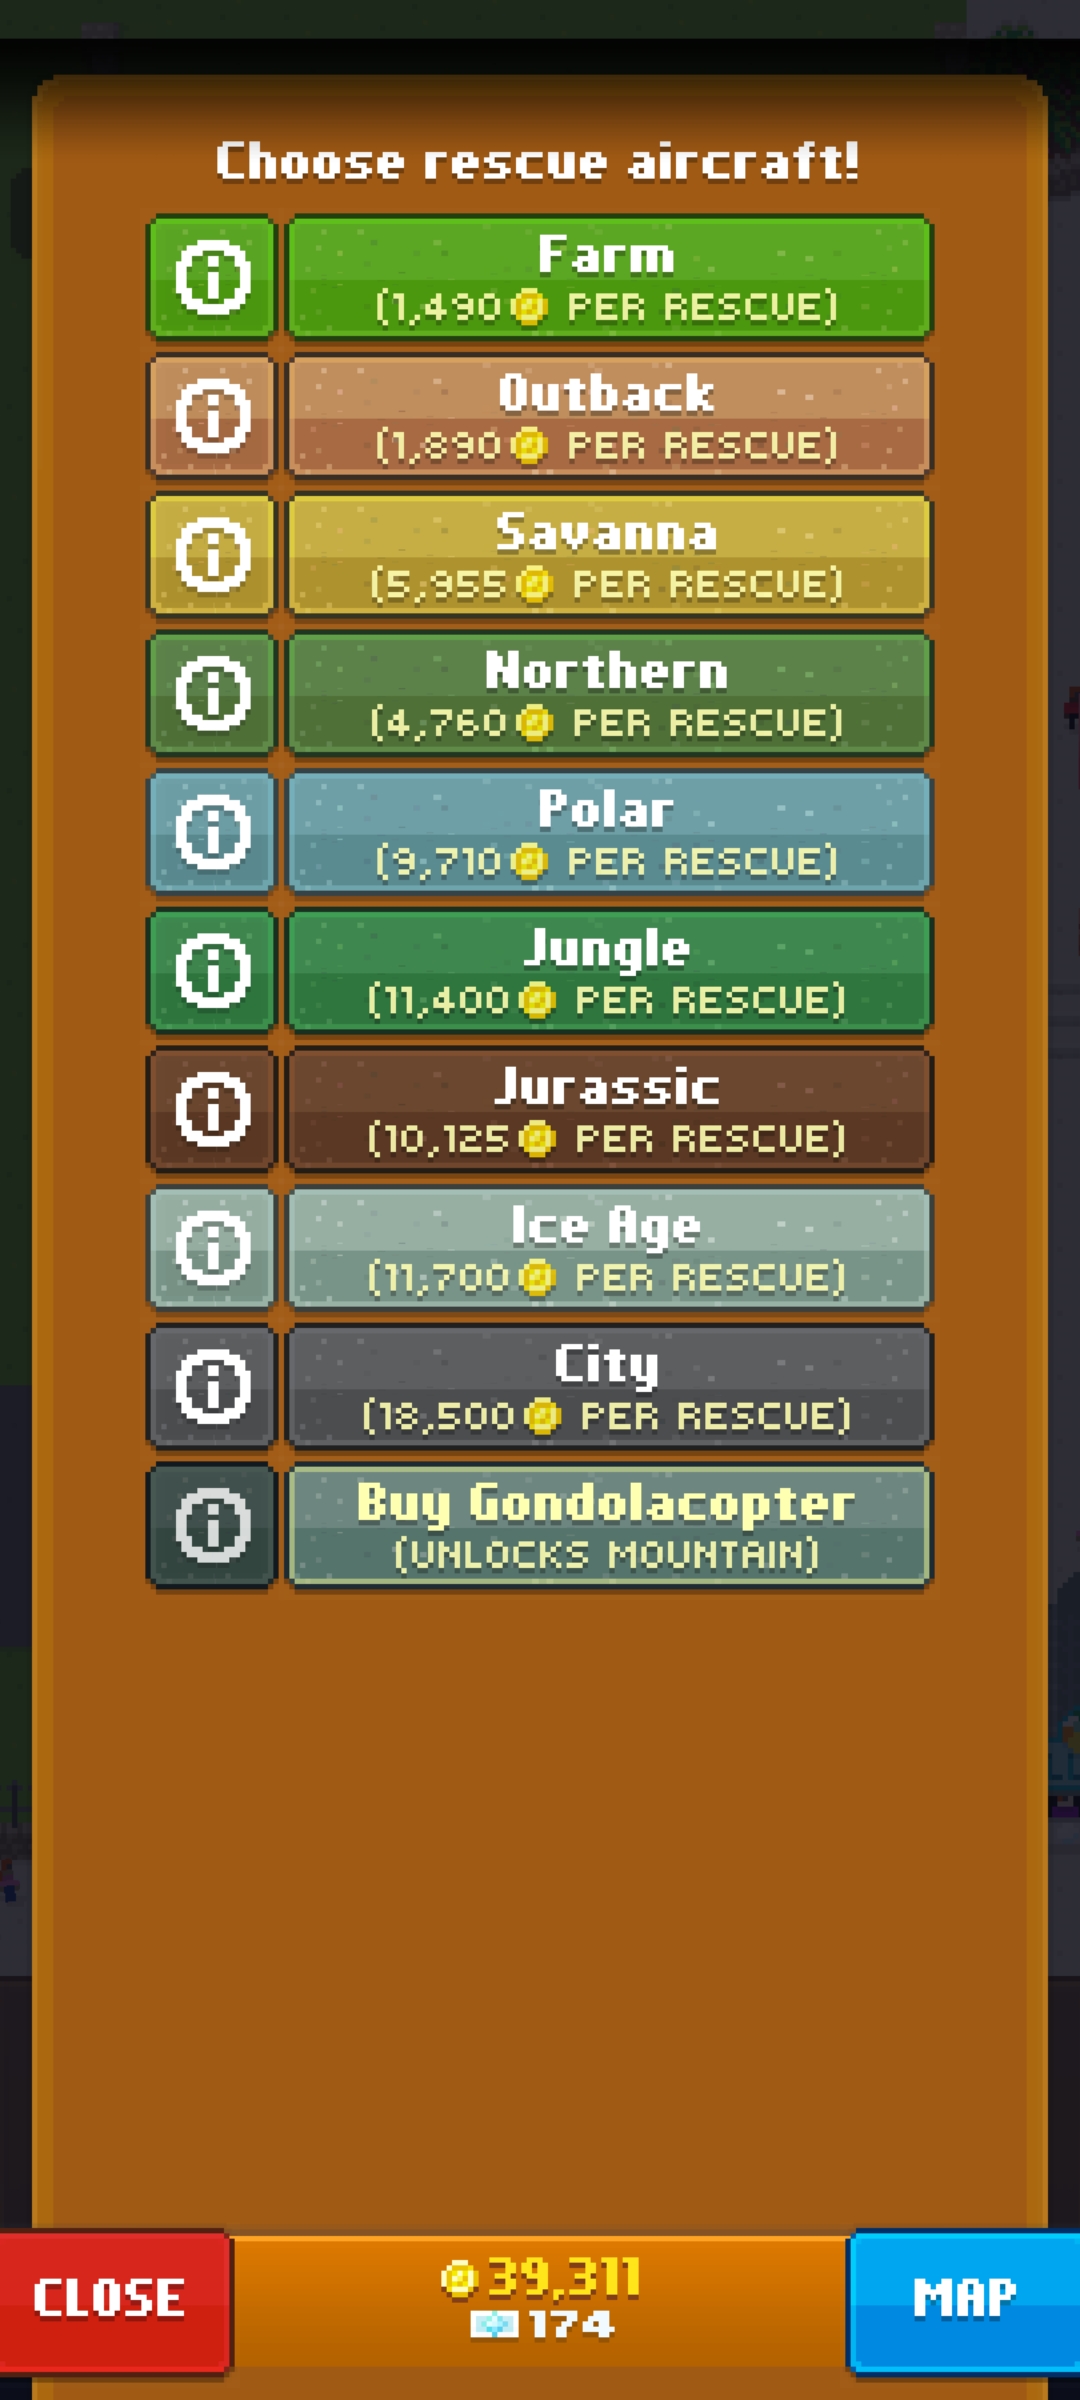 Choose rescue aircraft!
Farm
(1,490 PER RESCUE)
Outback
(1,890 PER RESCUE)
Savanna
(5,955 PER RESCUE)
Northern
(4,760 PER RESCUE)
Polar
(9,710 PER RESCUE)
Jungle
(11,400 PER RESCUE)
Jurassic
(10,125 PER RESCUE)
Ice Age
(11,700 PER RESCUE)
City
(18,500 PER RESCUE)
Buy Gondolacopter
(UNLOCKS MOUNTAIN)
CLOSE
39,311
174
MAP